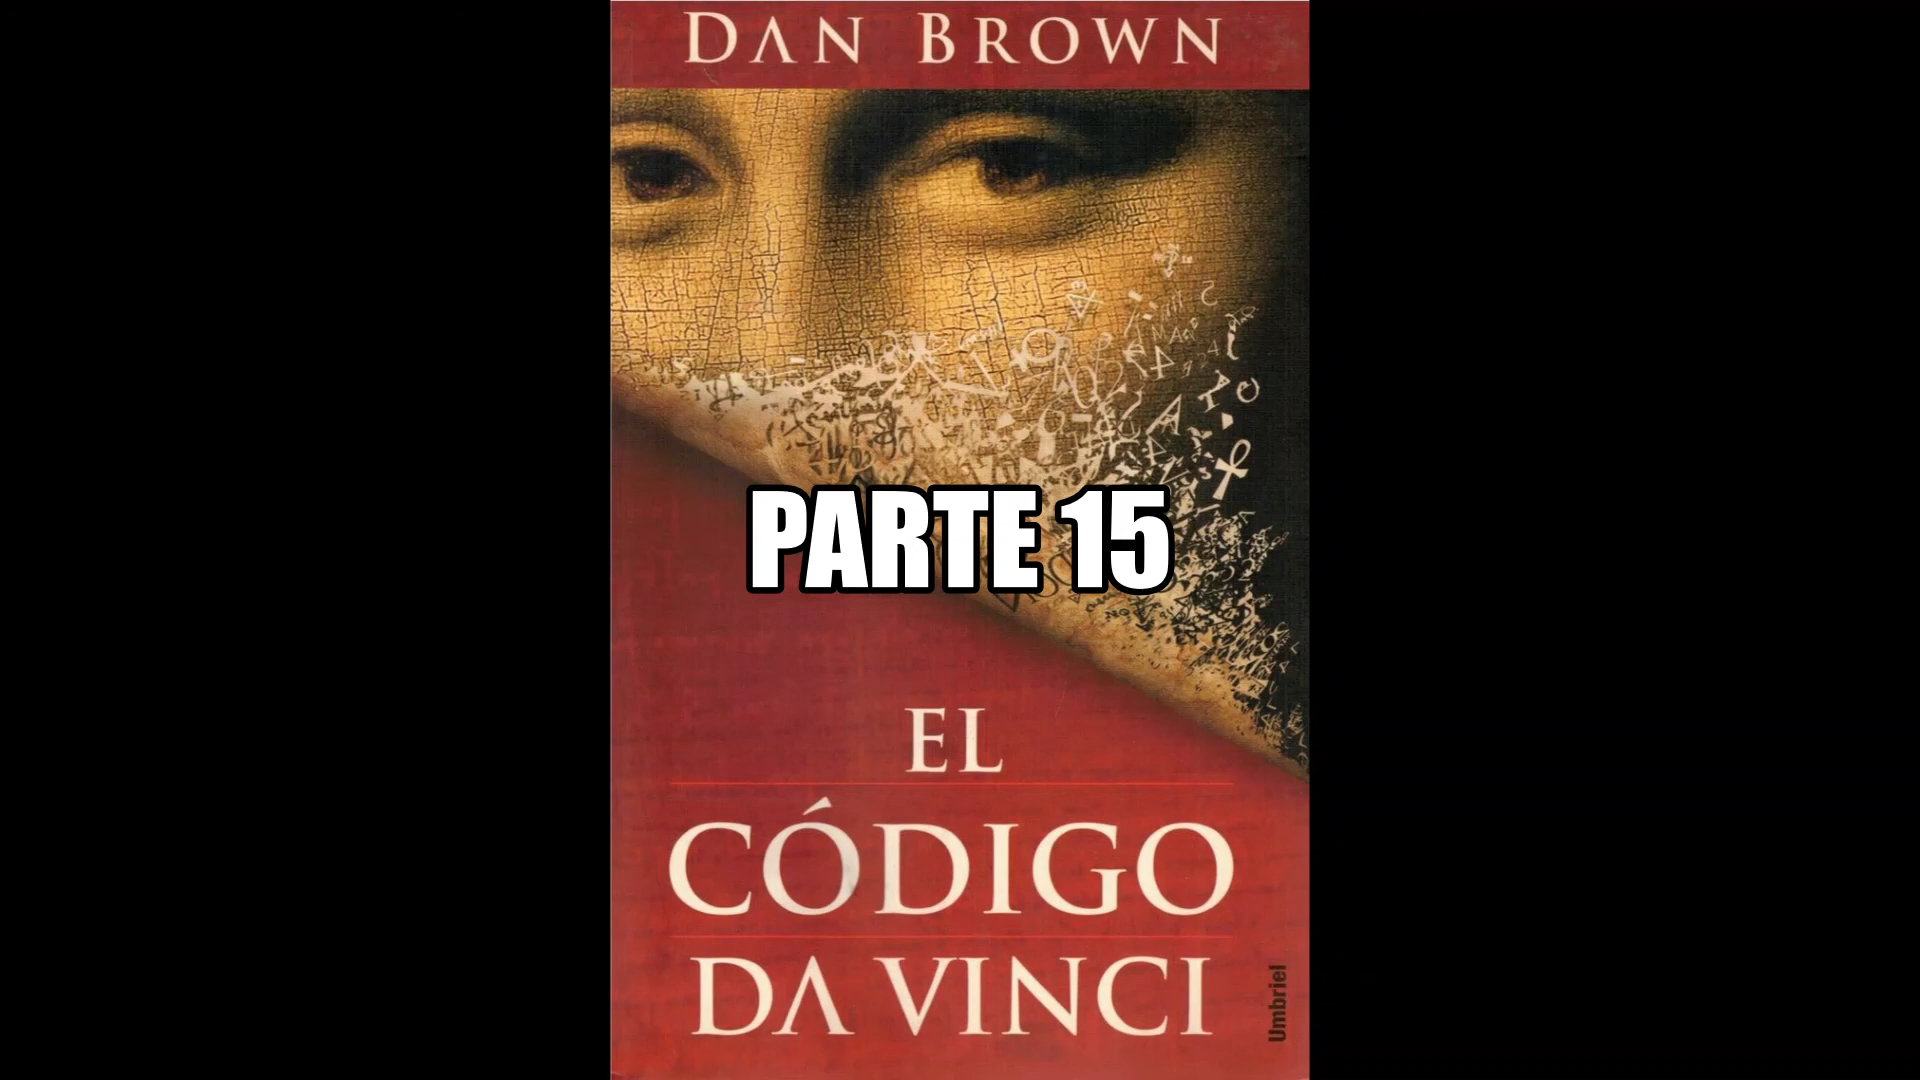 DAN BROWN
PARTE 15
EL
CÓDIGO
DA VINCI
Umbriel